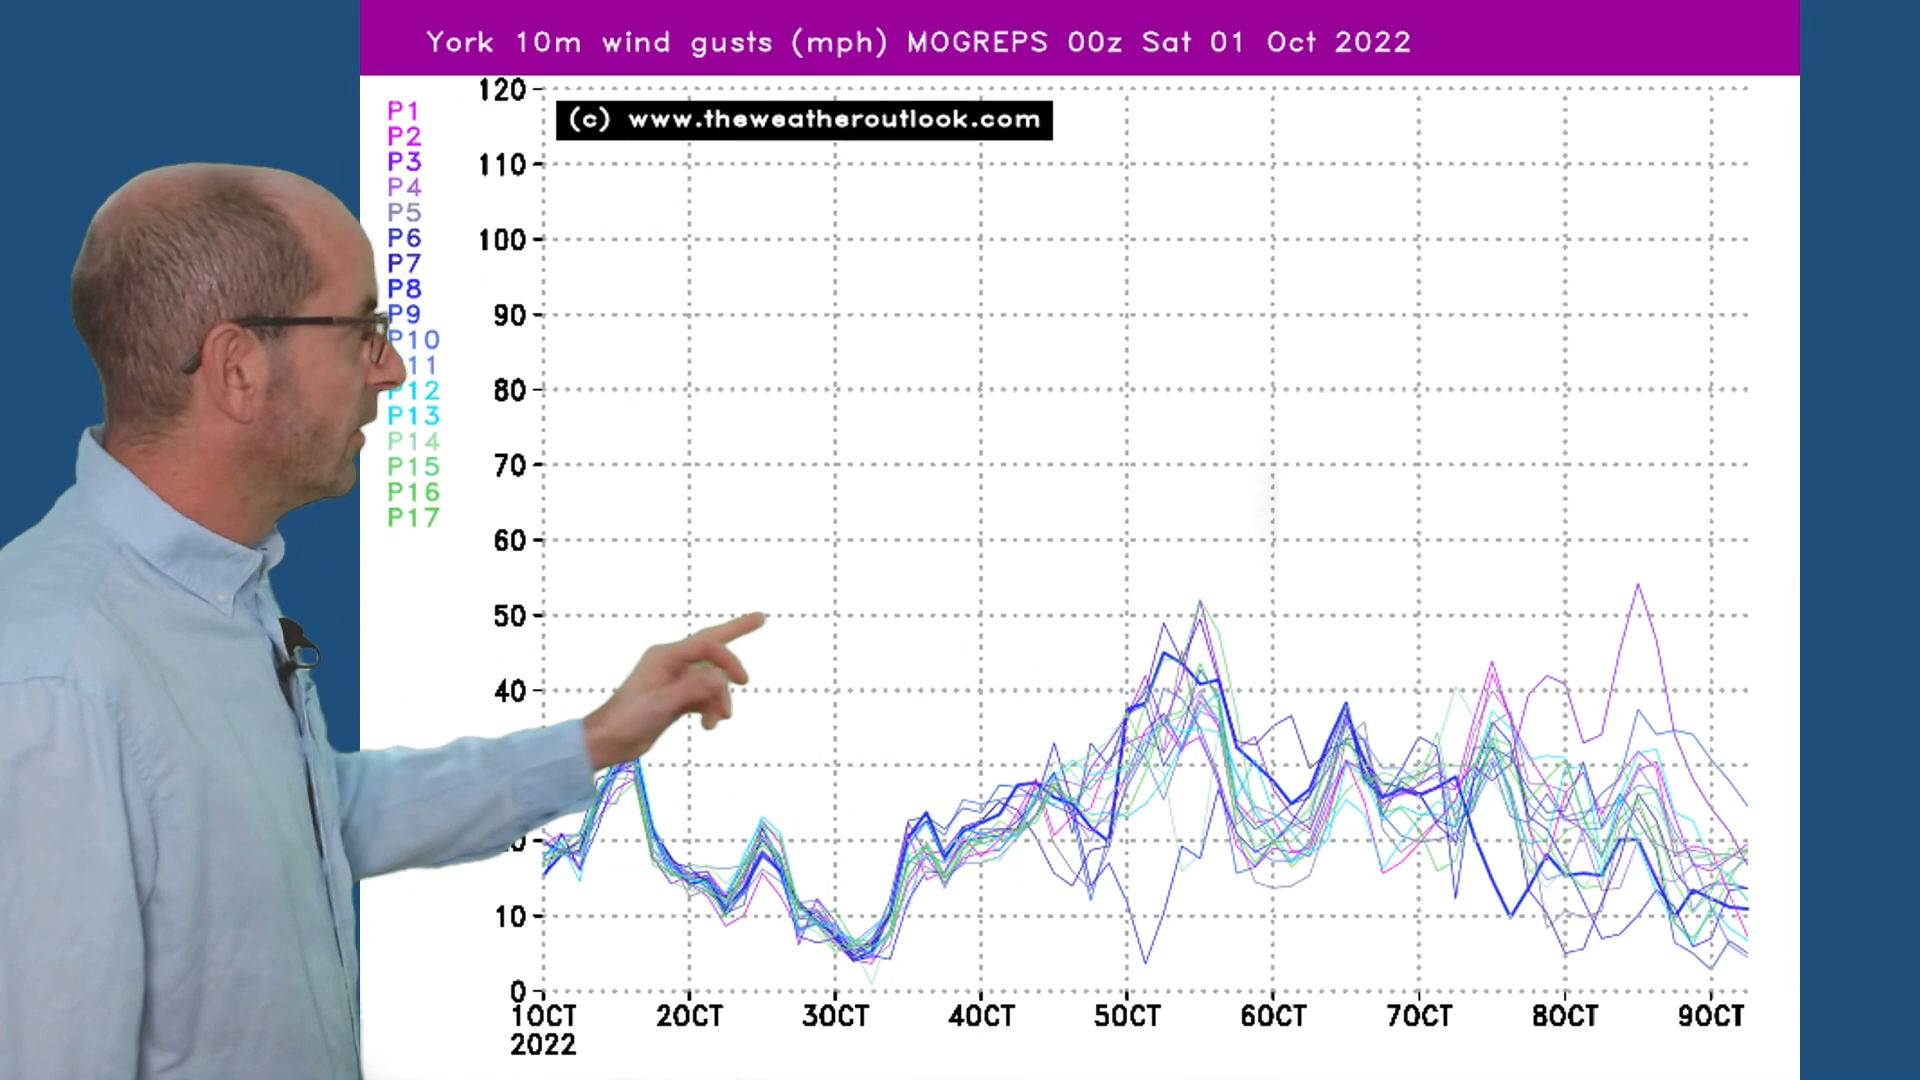 York 10m wind gusts (mph) MOGREPS 00z Sat 01 Oct 2022
(c) www.theweatheroutlook.com
P1
P2
P3
P4
P5
P6
P7
P8
P9
P10
11
P12
P13
P14
P15
P16
P17
120
110
100
90
80
70
60
50
40
10
0
1OCT 2OCT 3OCT 4OCT 5OCT 6OCT 7OCT 8OCT 9OCT
2022